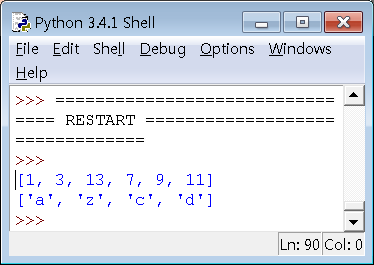 Python 3.4.1 Shell
File Edit Shell Debug Options Windows
Help
>>> ==============================
==== RESTART ====================
=============
>>>
[1, 3, 13, 7, 9, 11]
['a', 'z', 'c', 'd']
>>>
Ln: 90 Col: 0